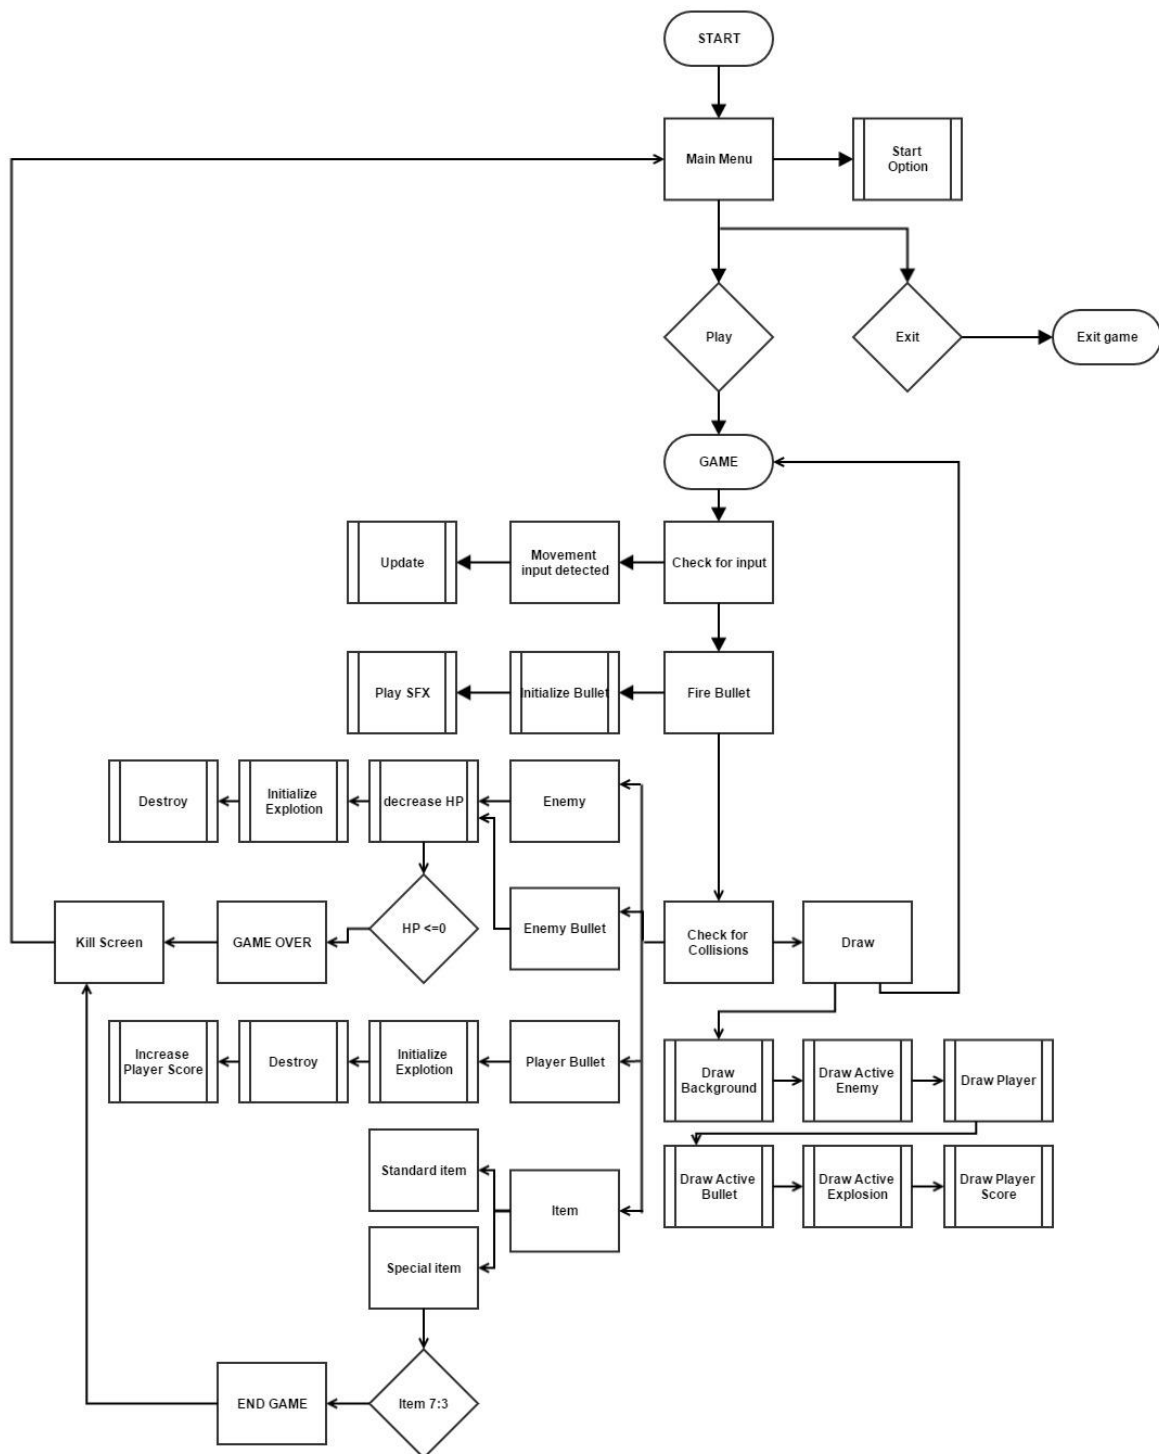 START
Main Menu
Start
Option
Play
Exit
Exit game
GAME
Update
Movement
input detected
Check for input
Play SFX
Initialize Bullet
Fire Bullet
Destroy
Initialize
Explotion
decrease HP
Enemy
Kill Screen
GAME OVER
HP <=0
Enemy Bullet
Check for
Collisions
Draw
Increase
Player Score
Destroy
Initialize
Explotion
Player Bullet
Draw
Background
Draw Active
Enemy
Draw Player
Standard item
Item
Draw Active
Bullet
Draw Active
Explosion
Draw Player
Score
Special item
END GAME
Item 7:3